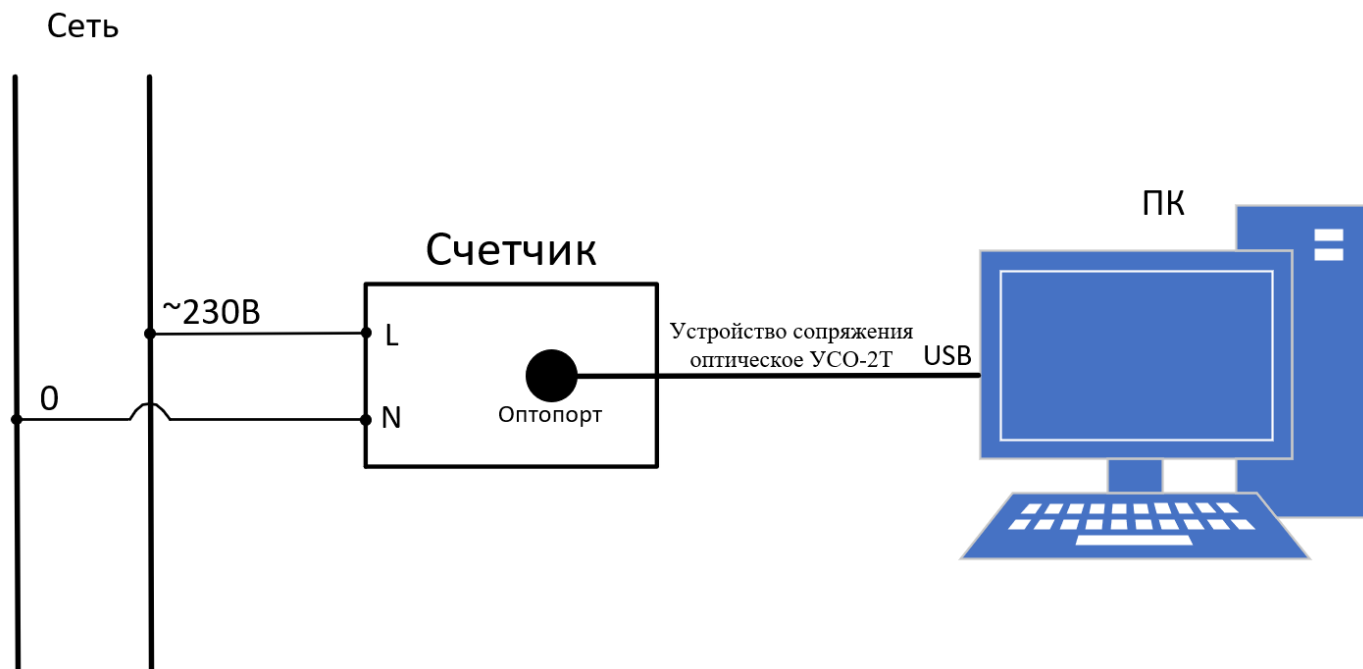 Сеть
ПК
Счетчик
~230В
L
Устройство сопряжения
оптическое УСО-2Т
USB
0
N
Оптопорт